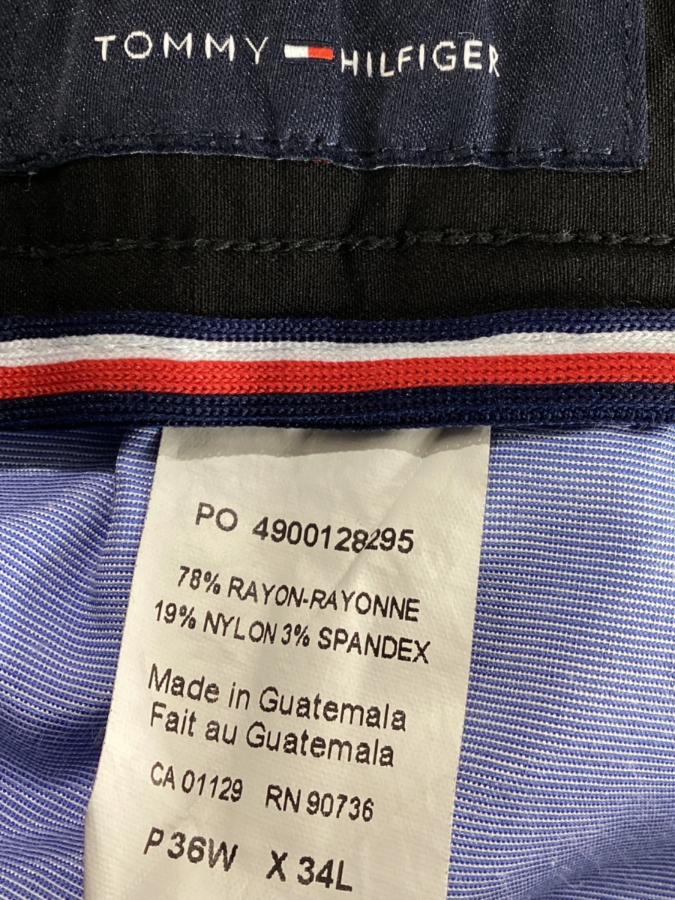 TOMMY HILFIGER
PO 4900128295
78% RAYON-RAYONNE
19% NYLON 3% SPANDEX
Made in Guatemala
Fait au Guatemala
CA 01129 RN 90736
P36W X 34L